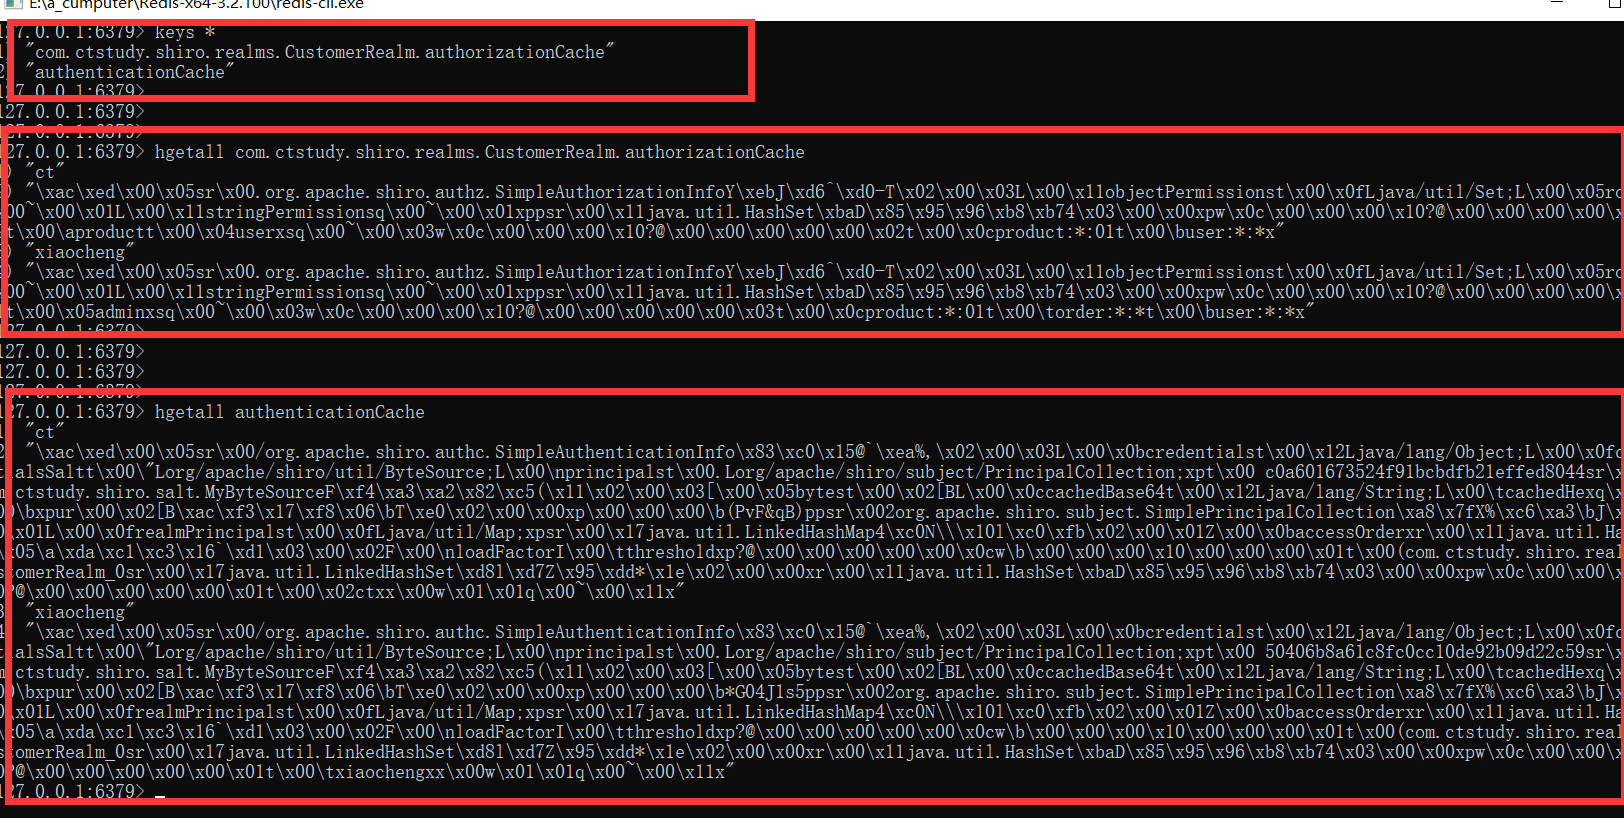 E:\a_cumputer\Redis-x64-3.2.100\redis-cli.exe
127.0.0.1:6379> keys *
"com.ctstudy.shiro.realms.CustomerRealm.authorizationCache"
2) "authenticationCache"
127.0.0.1:6379>
127.0.0.1:6379>
127.0.0.1:6379>
127.0.0.1:6379> hgetall com.ctstudy.shiro.realms.CustomerRealm.authorizationCache
) "ct"
) "\xac\xed\x00\x05sr\x00.org.apache.shiro.authz.SimpleAuthorizationInfoY\xebJ\xd6^\xd0-T\x02\x00\x03L\x00\x11objectPermissionst\x00\x0fLjava/util/Set;L\x00\x05ro
00~\x00\x01L\x00\x11stringPermissionsq\x00~\x00\x01xppsr\x00\x11java.util.HashSet\xbaD\x85\x95\x96\xb8\xb74\x03\x00\x00xpw\x0c\x00\x00\x00\x10?@\x00\x00\x00\x00\x
t\x00\aproductt\x00\x04userxsq\x00~\x00\x03w\x0c\x00\x00\x00\x10?@\x00\x00\x00\x00\x00\x02t\x00\x0cproduct:*:01t\x00\buser:*:*x"
) "xiaocheng"
) "\xac\xed\x00\x05sr\x00.org.apache.shiro.authz.SimpleAuthorizationInfoY\xebJ\xd6^\xd0-T\x02\x00\x03L\x00\x11objectPermissionst\x00\x0fLjava/util/Set;L\x00\x05ro
00~\x00\x01L\x00\x11stringPermissionsq\x00~\x00\x01xppsr\x00\x11java.util.HashSet\xbaD\x85\x95\x96\xb8\xb74\x03\x00\x00xpw\x0c\x00\x00\x00\x10?@\x00\x00\x00\x00\x
t\x00\x05adminxsq\x00~\x00\x03w\x0c\x00\x00\x00\x10?@\x00\x00\x00\x00\x00\x03t\x00\x0cproduct:*:01t\x00\torder:*:*t\x00\buser:*:*x"
127.0.0.1:6379>
127.0.0.1:6379>
127.0.0.1:6379>
127.0.0.1:6379>
127.0.0.1:6379> hgetall authenticationCache
"ct"
2 "\xac\xed\x00\x05sr\x00/org.apache.shiro.authc.SimpleAuthenticationInfo\x83\xc0\x15@`\xea%,\x02\x00\x03L\x00\x0bcredentialst\x00\x12Ljava/lang/Object;L\x00\x0fc
alsSaltt\x00\"Lorg/apache/shiro/util/ByteSource;L\x00\nprincipalst\x00.Lorg/apache/shiro/subject/PrincipalCollection;xpt\x00 c0a601673524f91bcbdfb21effed8044sr\x
m.ctstudy.shiro.salt.MyByteSourceF\xf4\xa3\xa2\x82\xc5(\x11\x02\x00\x03[\x00\x05bytest\x00\x02[BL\x00\x0ccachedBase64t\x00\x12Ljava/lang/String;L\x00\tcachedHexq\
0\bxpur\x00\x02[B\xac\xf3\x17\xf8\x06\bT\xe0\x02\x00\x00xp\x00\x00\x00\b(PvF&qB)ppsr\x002org.apache.shiro.subject.SimplePrincipalCollection\xa8\x7fX%\xc6\xa3\bJ\x
\x01L\x00\x0frealmPrincipalst\x00\x0fLjava/util/Map;xpsr\x00\x17java.util.LinkedHashMap4\xc0N\\\x10l\xc0\xfb\x02\x00\x01Z\x00\x0baccessOrderxr\x00\x11java.util.Ha
x05\a\xda\xc1\xc3\x16`\xd1\x03\x00\x02F\x00\nloadFactorI\x00\tthresholdxp?@\x00\x00\x00\x00\x00\x0cw\b\x00\x00\x00\x10\x00\x00\x00\x01t\x00(com.ctstudy.shiro.real
tomerRealm_0sr\x00\x17java.util.LinkedHashSet\xd8l\xd7Z\x95\xdd*\x1e\x02\x00\x00xr\x00\x11java.util.HashSet\xbaD\x85\x95\x96\xb8\xb74\x03\x00\x00xpw\x0c\x00\x00\x
0?@\x00\x00\x00\x00\x00\x01t\x00\x02ctxx\x00w\x01\x01q\x00~\x00\x11x"
3 "xiaocheng"
4 "\xac\xed\x00\x05sr\x00/org.apache.shiro.authc.SimpleAuthenticationInfo\x83\xc0\x15@`\xea%,\x02\x00\x03L\x00\x0bcredentialst\x00\x12Ljava/lang/Object;L\x00\x0fc
alsSaltt\x00\"Lorg/apache/shiro/util/ByteSource;L\x00\nprincipalst\x00.Lorg/apache/shiro/subject/PrincipalCollection;xpt\x00 50406b8a61c8fc0cc10de92b09d22c59sr\x
m.ctstudy.shiro.salt.MyByteSourceF\xf4\xa3\xa2\x82\xc5(\x11\x02\x00\x03[\x00\x05bytest\x00\x02[BL\x00\x0ccachedBase64t\x00\x12Ljava/lang/String;L\x00\tcachedHexq\
0\bxpur\x00\x02[B\xac\xf3\x17\xf8\x06\bT\xe0\x02\x00\x00xp\x00\x00\x00\b*G04J1s5ppsr\x002org.apache.shiro.subject.SimplePrincipalCollection\xa8\x7fX%\xc6\xa3\bJ\x
\x01L\x00\x0frealmPrincipalst\x00\x0fLjava/util/Map;xpsr\x00\x17java.util.LinkedHashMap4\xc0N\\\x10l\xc0\xfb\x02\x00\x01Z\x00\x0baccessOrderxr\x00\x11java.util.Ha
x05\a\xda\xc1\xc3\x16`\xd1\x03\x00\x02F\x00\nloadFactorI\x00\tthresholdxp?@\x00\x00\x00\x00\x00\x0cw\b\x00\x00\x00\x10\x00\x00\x00\x01t\x00(com.ctstudy.shiro.real
tomerRealm_0sr\x00\x17java.util.LinkedHashSet\xd8l\xd7Z\x95\xdd*\x1e\x02\x00\x00xr\x00\x11java.util.HashSet\xbaD\x85\x95\x96\xb8\xb74\x03\x00\x00xpw\x0c\x00\x00\x
0?@\x00\x00\x00\x00\x00\x01t\x00\txiaochengxx\x00w\x01\x01q\x00~\x00\x11x"
127.0.0.1:6379>